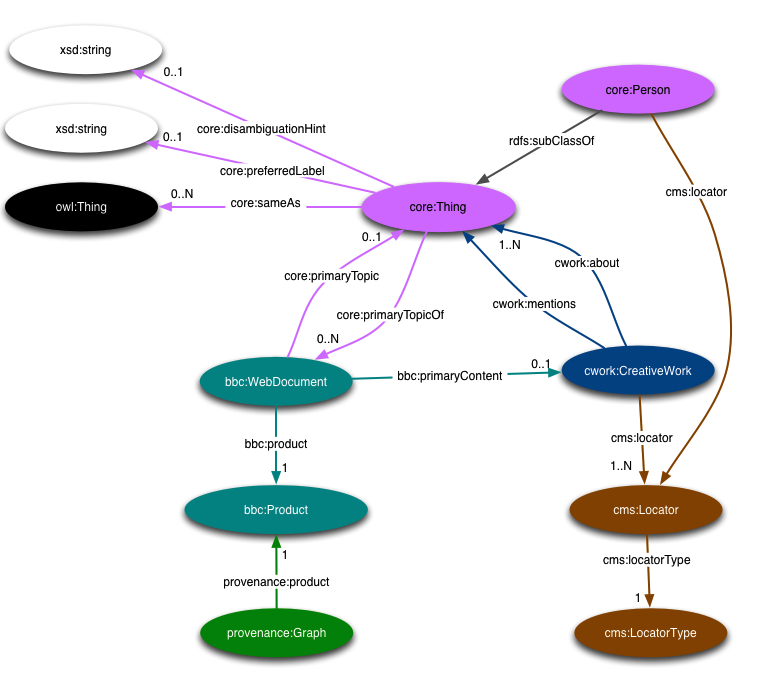 xsd:string
0..1
core:Person
core:disambiguationHint
xsd:string
0..1
rdfs:subClassOf
core:preferredLabel
cms:locator
owl:Thing
0..N
core:sameAs
core:Thing
0..1
1..N
core:primaryTopic
cwork:about
cwork:mentions
core:primaryTopicOf
0..N
bbc:WebDocument
bbc:primaryContent
0..1
cwork:CreativeWork
bbc:product
1
cms:locator
1..N
bbc:Product
cms:Locator
1
provenance:product
cms:locatorType
1
provenance:Graph
cms:LocatorType